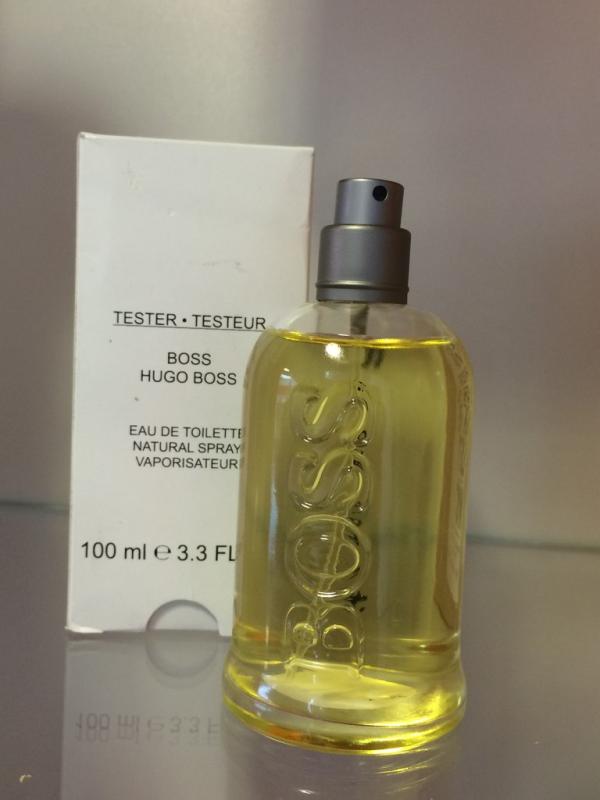 TESTER • TESTEUR
BOSS
HUGO BOSS
EAU DE TOILETTE
NATURAL SPRAY
VAPORISATEUR
100 ml ℮ 3.3 FL
BOSS